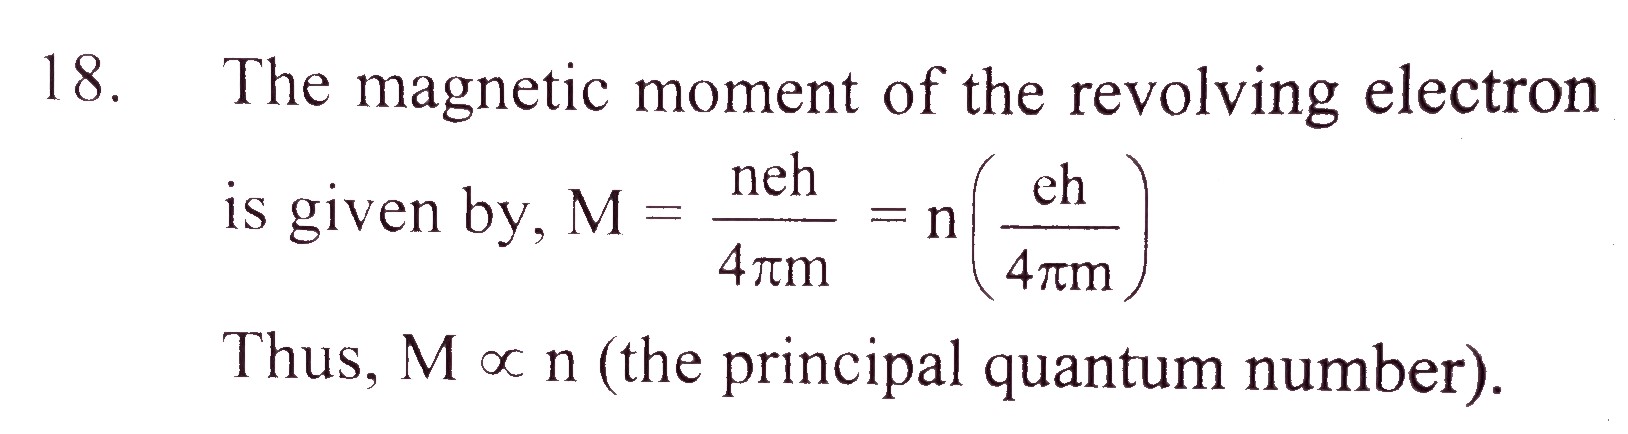 18. The magnetic moment of the revolving electron
is given by, M = neh/4πm = n(eh/4πm)
Thus, M ∝ n (the principal quantum number).